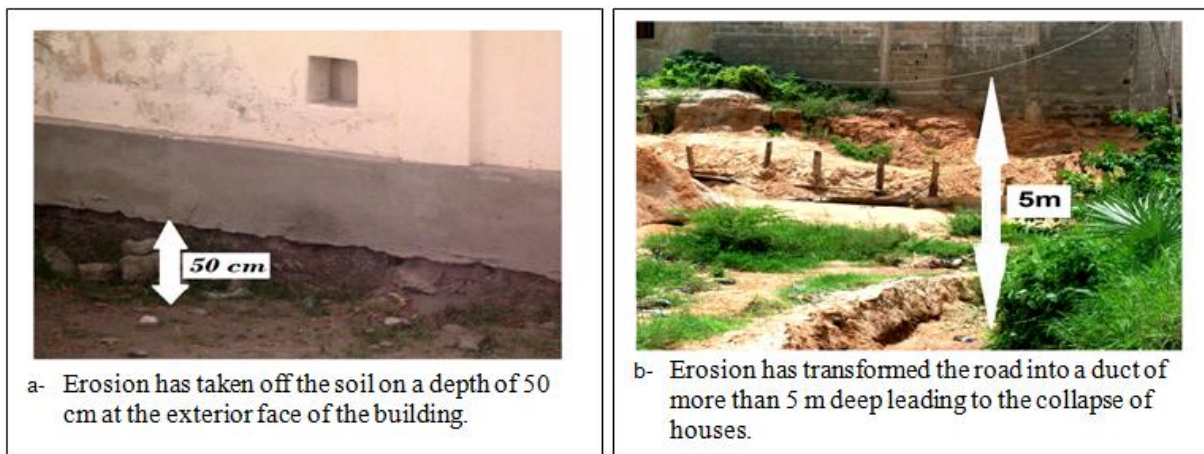 50 cm
a- Erosion has taken off the soil on a depth of 50
cm at the exterior face of the building.
5m
b- Erosion has transformed the road into a duct of
more than 5 m deep leading to the collapse of
houses.